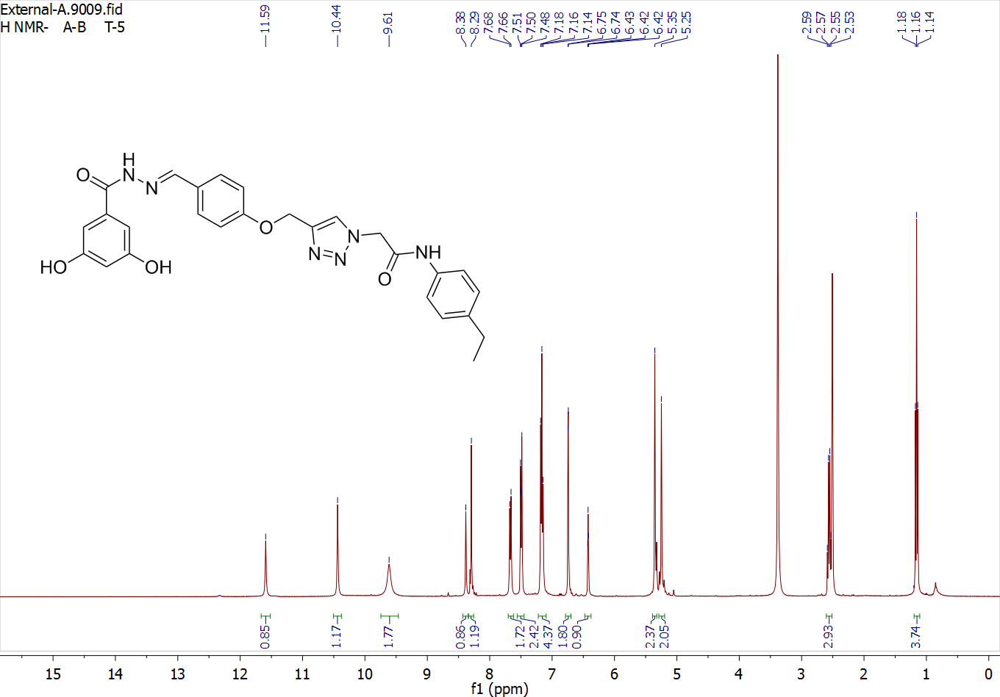 External-A.9009.fid
H NMR- A-B T-5
11.59
10.44
9.61
8.38
8.29
7.68
7.66
7.51
7.50
7.48
7.18
7.16
7.14
6.75
6.74
6.43
6.42
6.42
5.35
5.25
2.59
2.57
2.55
2.53
1.18
1.16
1.14
H
O
N
N
O
N
N
N
NH
O
HO
OH
0.85
1.17
1.77
0.86
1.19
1.72
2.42
4.37
1.80
0.90
2.37
2.05
2.93
3.74
15 14 13 12 11 10 9 8 7 6 5 4 3 2 1 0
f1 (ppm)